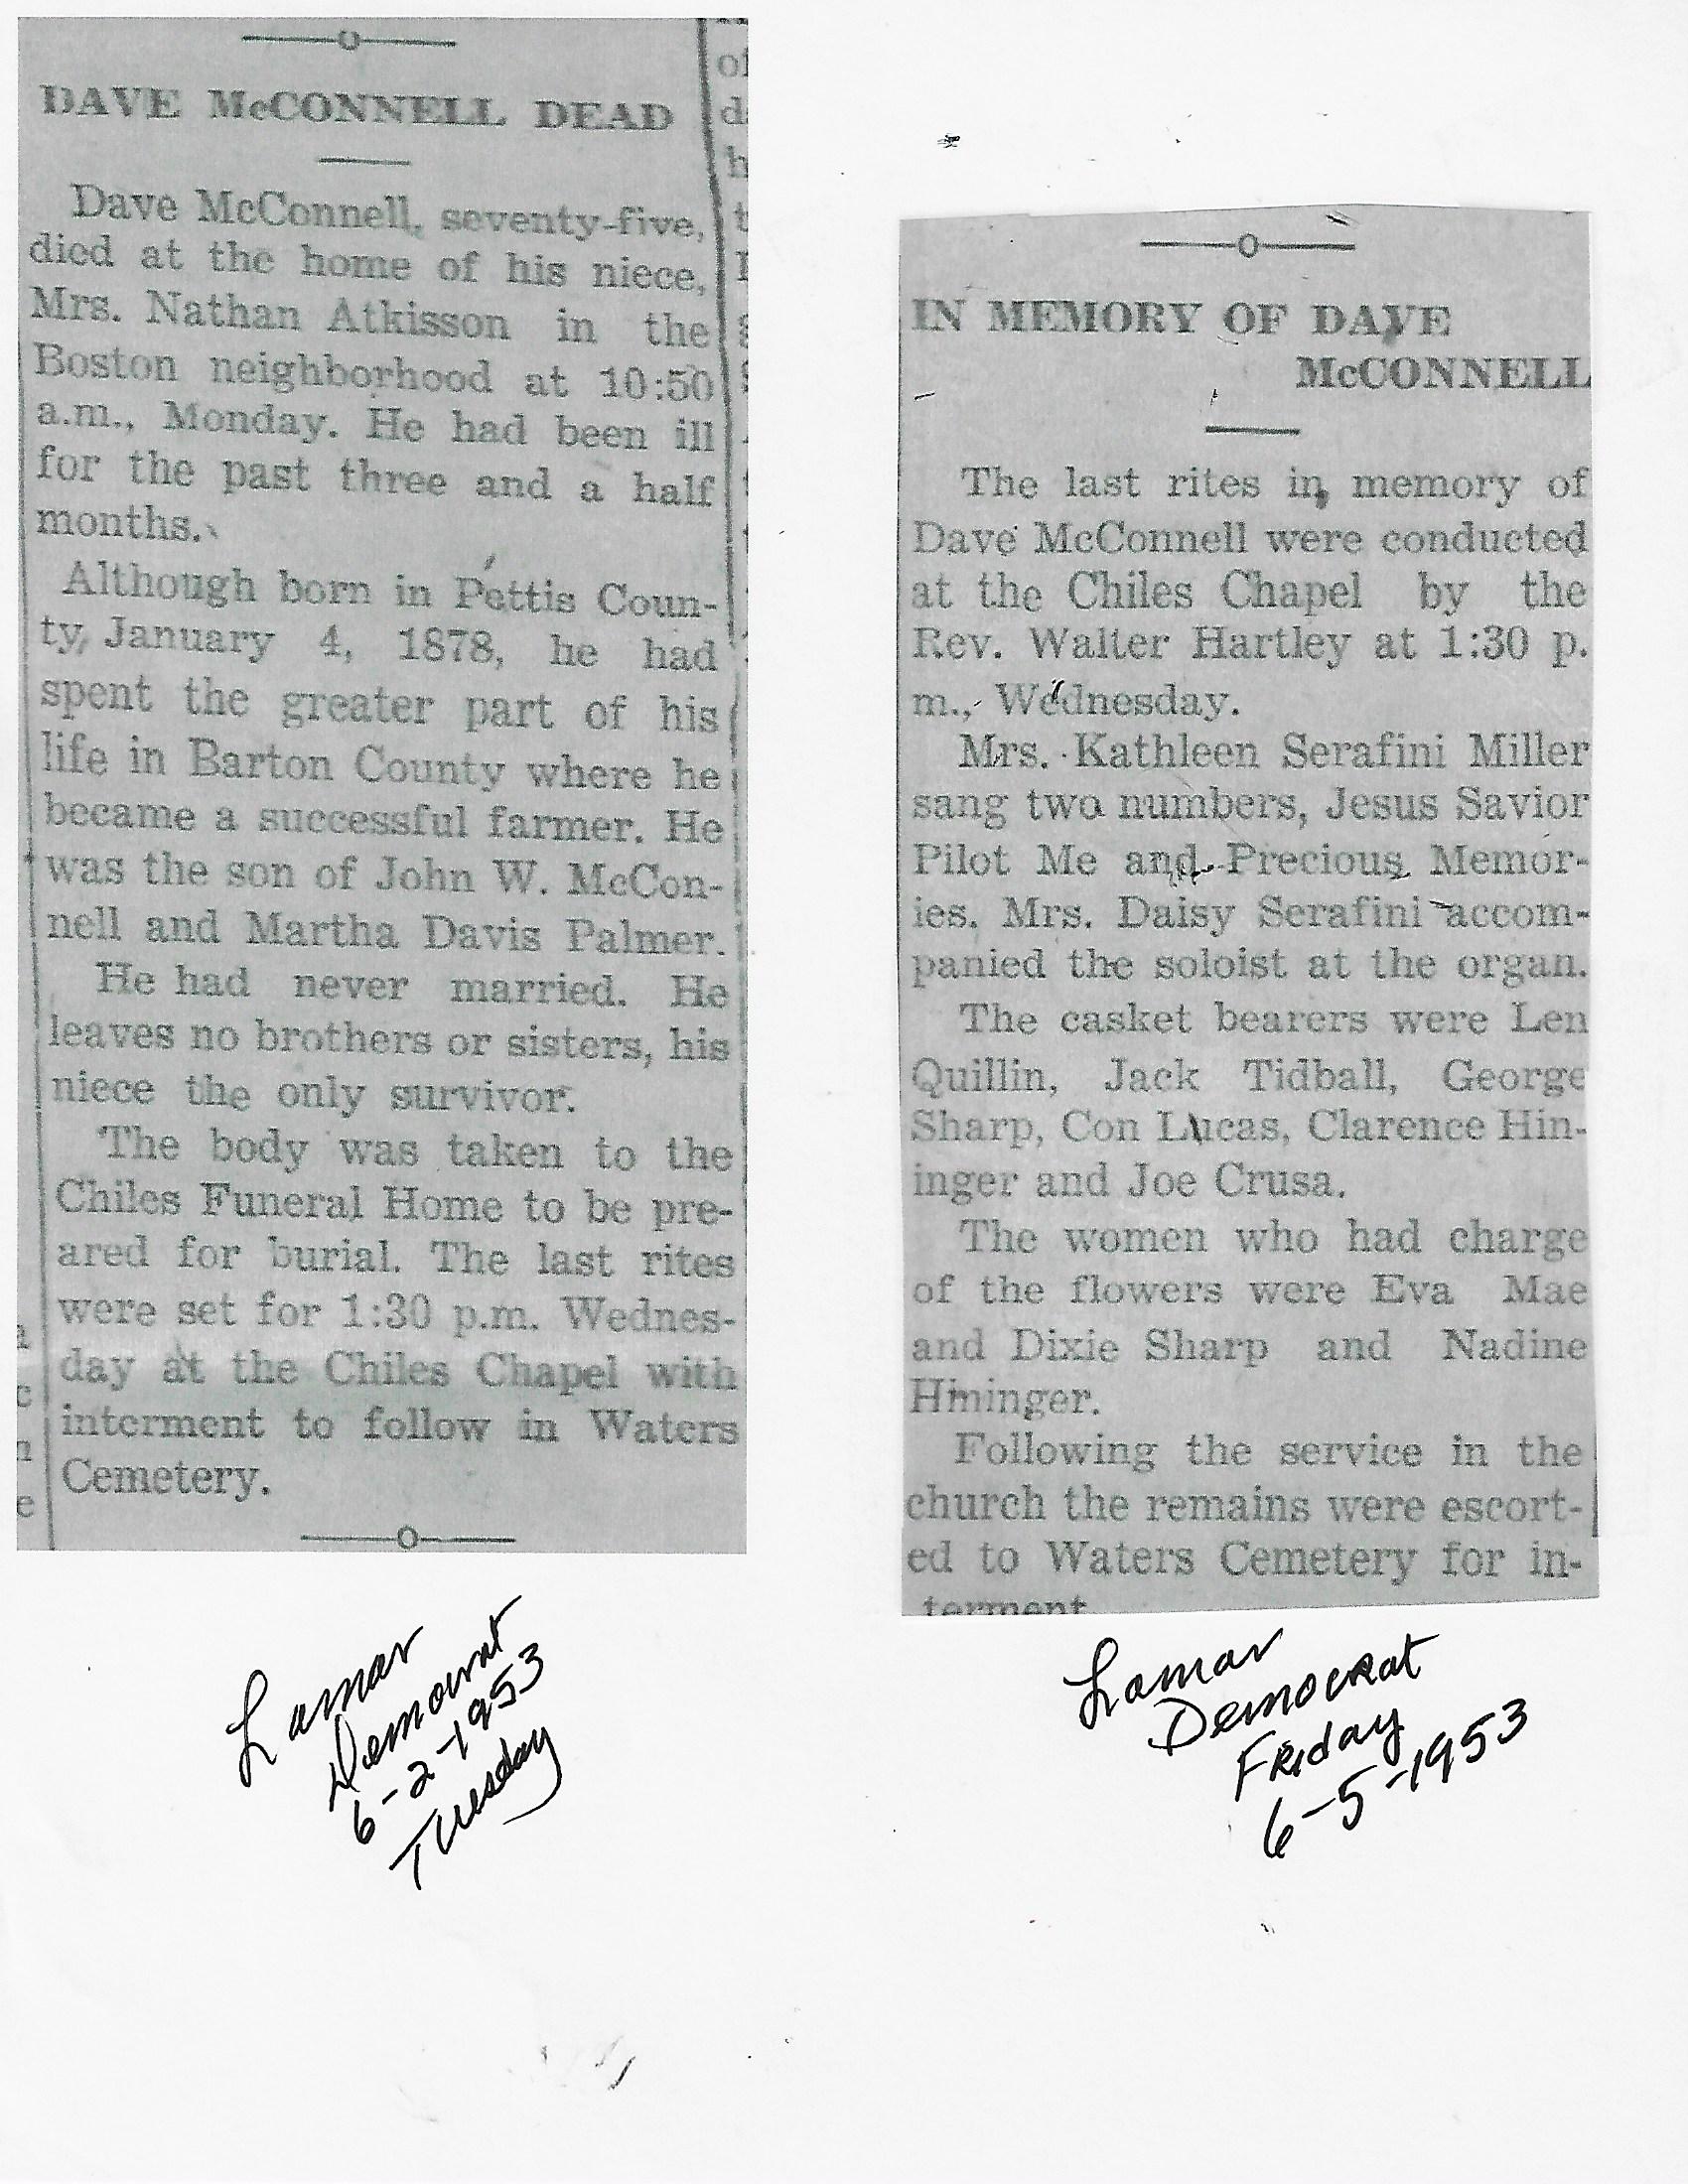 DAVE McCONNELL DEAD
Dave McConnell, seventy-five,
died at the home of his niece,
Mrs. Nathan Atkisson in the
Boston neighborhood at 10:50
a.m., Monday. He had been ill
for the past three and a half
months.
Although born in Pettis Coun-
ty, January 4, 1878, he had
spent the greater part of his
life in Barton County where he
became a successful farmer. He
was the son of John W. McCon-
nell and Martha Davis Palmer.
He had never married. He
leaves no brothers or sisters, his
niece the only survivor.
The body was taken to the
Chiles Funeral Home to be pre-
ared for burial. The last rites
were set for 1:30 p.m. Wednes-
day at the Chiles Chapel with
interment to follow in Waters
Cemetery.
Lamar
Democrat
6-2-1953
Tuesday
IN MEMORY OF DAVE
McCONNELL
The last rites in memory of
Dave McConnell were conducted
at the Chiles Chapel by the
Rev. Walter Hartley at 1:30 p.
m., Wednesday.
Mrs. Kathleen Serafini Miller
sang two numbers, Jesus Savior
Pilot Me and Precious Memor-
ies. Mrs. Daisy Serafini accom-
panied the soloist at the organ.
The casket bearers were Len
Quillin, Jack Tidball, George
Sharp, Con Lucas, Clarence Hin-
inger and Joe Crusa.
The women who had charge
of the flowers were Eva Mae
and Dixie Sharp and Nadine
Hininger.
Following the service in the
church the remains were escort-
ed to Waters Cemetery for in-
terment
Lamar
Democrat
Friday
6-5-1953